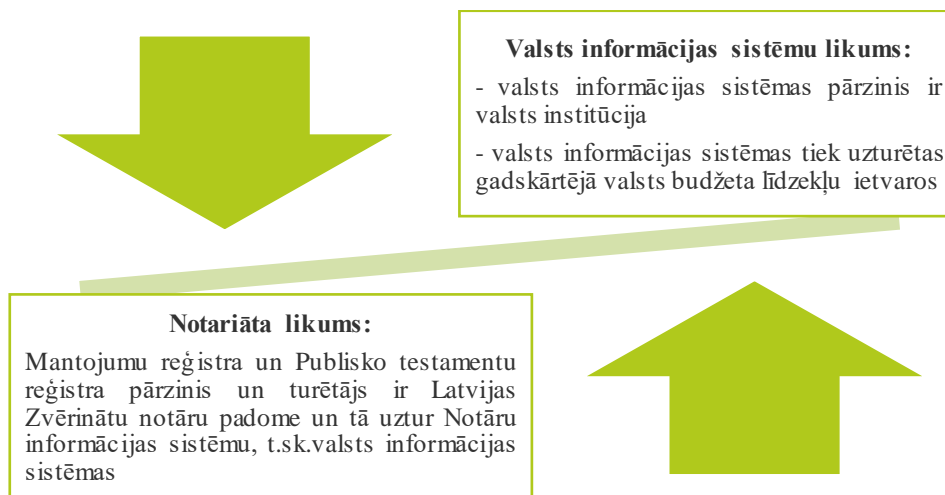 Valsts informācijas sistēmu likums:
- valsts informācijas sistēmas pārzinis ir
valsts institūcija
- valsts informācijas sistēmas tiek uzturētas
gadskārtējā valsts budžeta līdzekļu ietvaros
Notariāta likums:
Mantojumu reģistra un Publisko testamentu
reģistra pārzinis un turētājs ir Latvijas
Zvērinātu notāru padome un tā uztur Notāru
informācijas sistēmu, t.sk.valsts informācijas
sistēmas